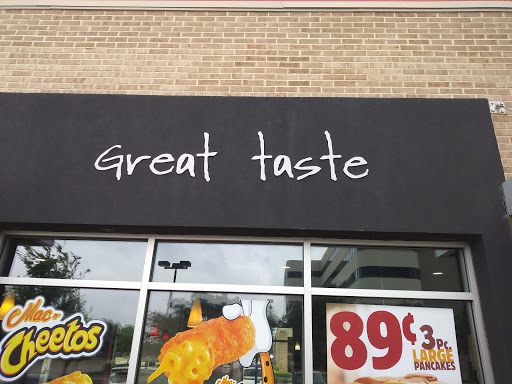 Great taste
Mac n'
Cheetos
89¢ 3 Pc.
LARGE
PANCAKES